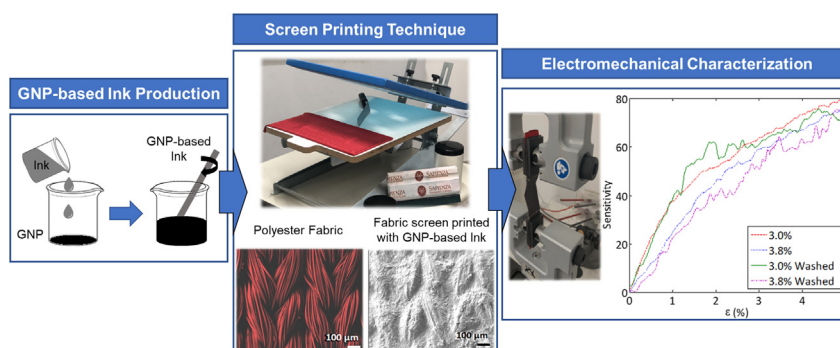 GNP-based Ink Production
Ink
GNP
GNP-based
Ink
Screen Printing Technique
SAPIENZA
Polyester Fabric
Fabric screen printed
with GNP-based Ink
100 µm
100 µm
Electromechanical Characterization
Sensitivity
80
60
40
20
0
0
1
2
3
4
ε (%)
3.0%
3.8%
3.0% Washed
3.8% Washed